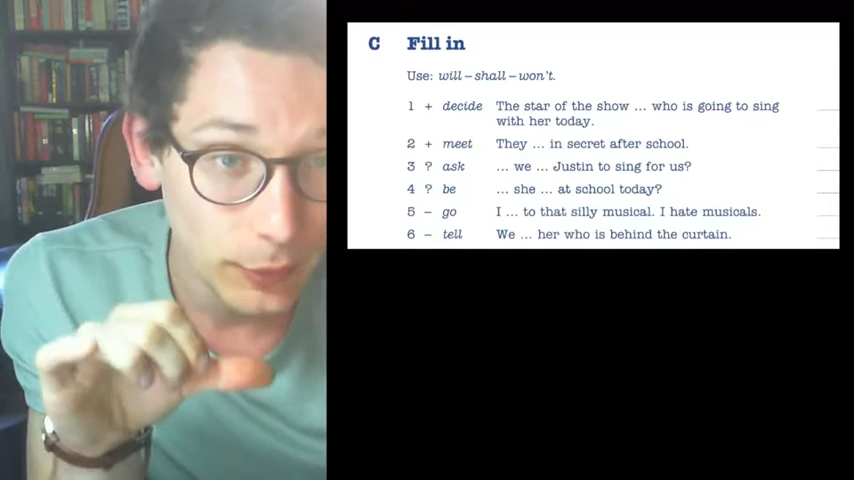 C Fill in
Use: will – shall – won't.
1 + decide The star of the show ... who is going to sing
with her today.
2 + meet They ... in secret after school.
3 ? ask ... we ... Justin to sing for us?
4 ? be ... she ... at school today?
5 – go I ... to that silly musical. I hate musicals.
6 – tell We ... her who is behind the curtain.